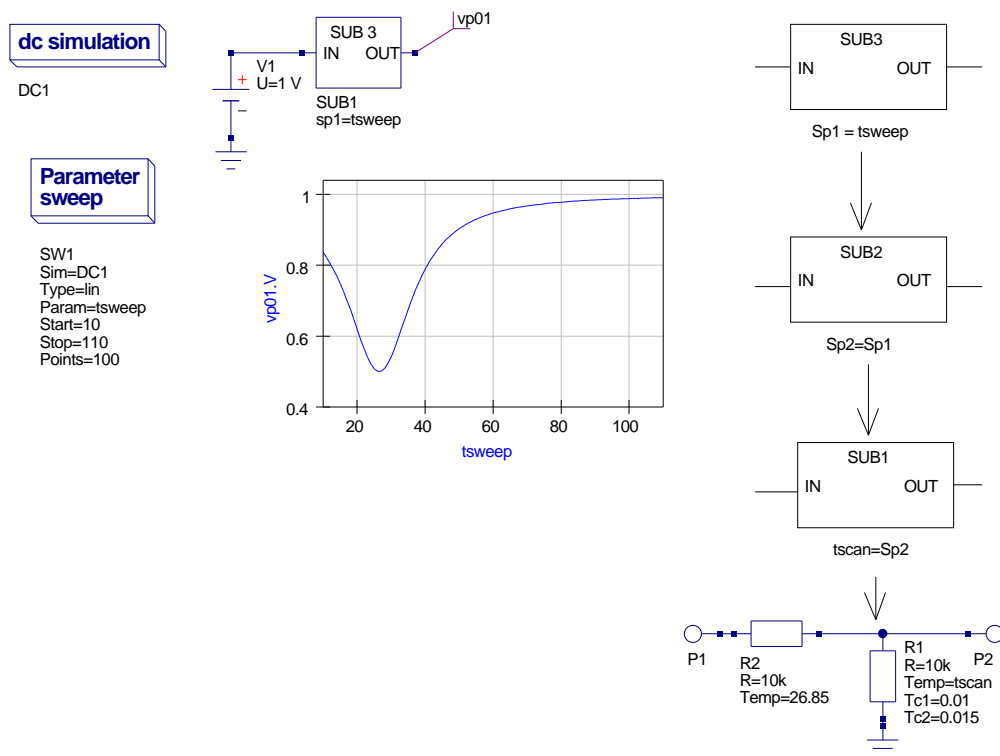 dc simulation
DC1
Parameter
sweep
SW1
Sim=DC1
Type=lin
Param=tsweep
Start=10
Stop=110
Points=100
vp01
SUB 3
IN OUT
V1
U=1 V
+
−
SUB1
sp1=tsweep
vp01.V
1
0.8
0.6
0.4
20 40 60 80 100
tsweep
SUB3
IN OUT
Sp1 = tsweep
SUB2
IN OUT
Sp2=Sp1
SUB1
IN OUT
tscan=Sp2
P1
R2
R=10k
Temp=26.85
R1
R=10k
Temp=tscan
Tc1=0.01
Tc2=0.015
P2